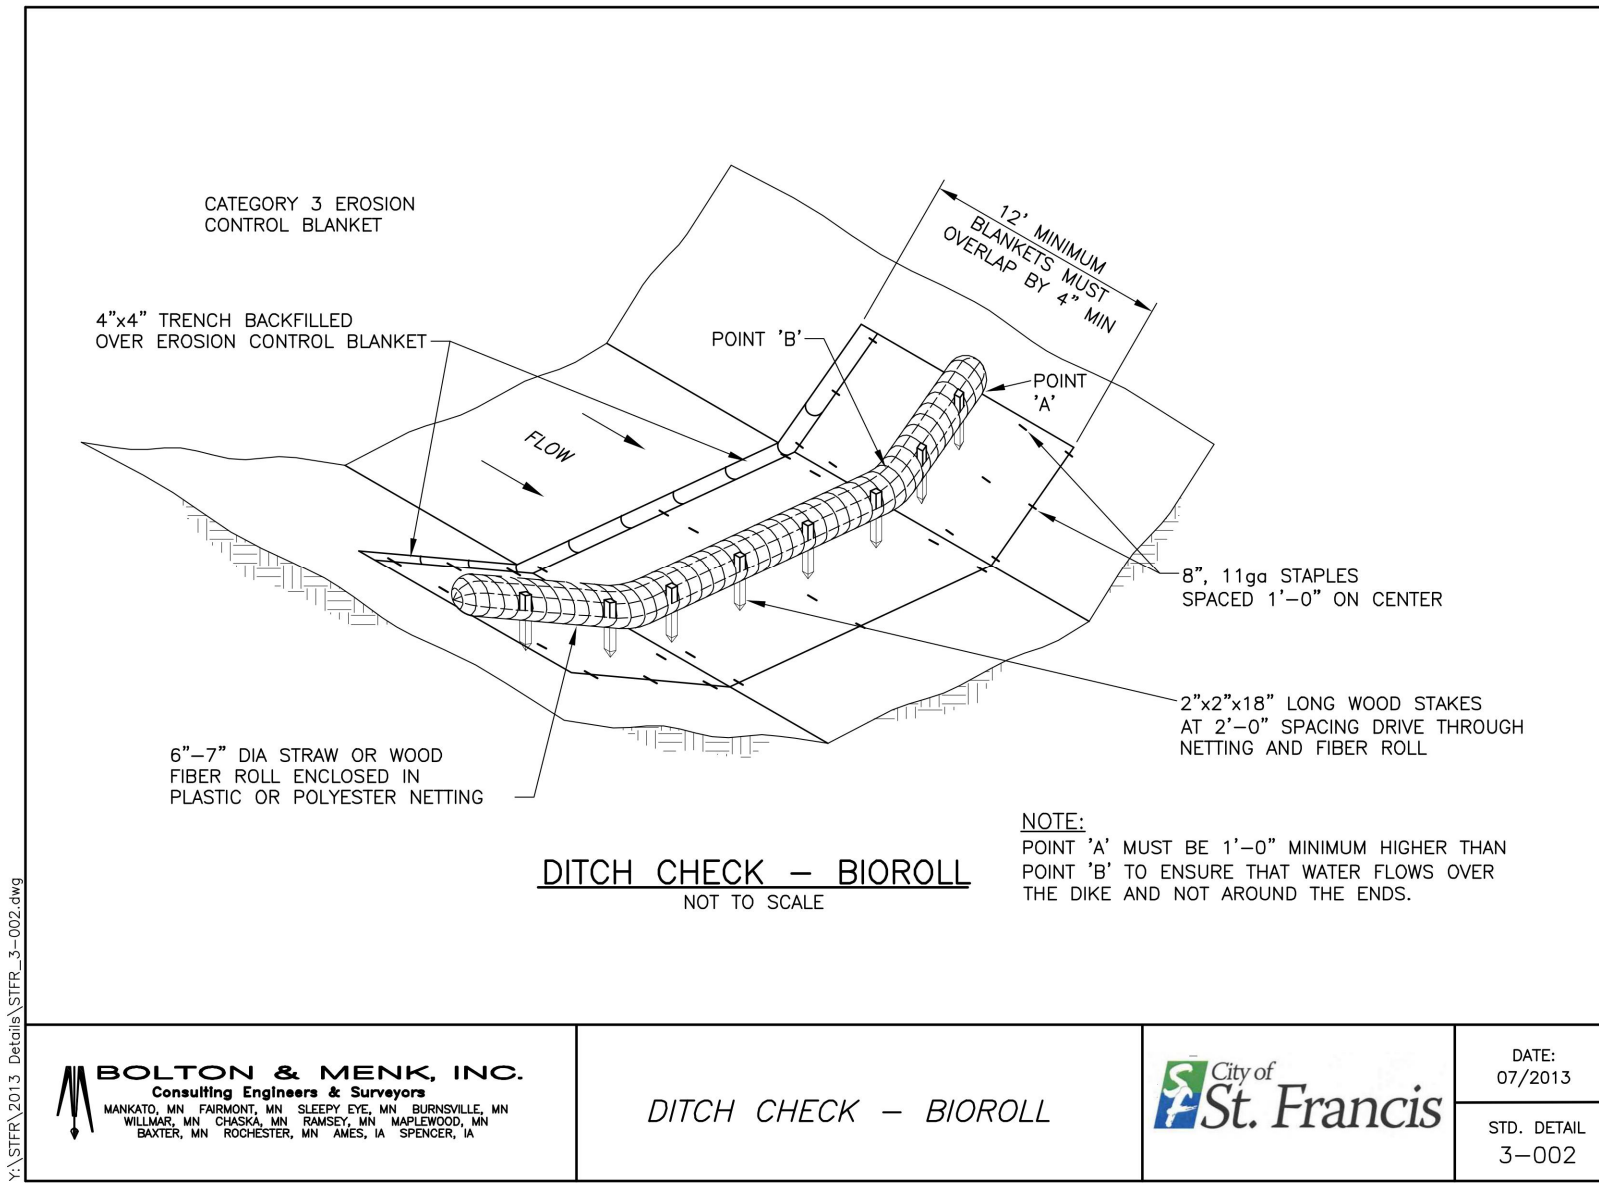 CATEGORY 3 EROSION
CONTROL BLANKET
4"x4" TRENCH BACKFILLED
OVER EROSION CONTROL BLANKET
12' MINIMUM
BLANKETS MUST
OVERLAP BY 4" MIN
POINT 'B'
POINT
'A'
FLOW
8", 11ga STAPLES
SPACED 1'-0" ON CENTER
2"x2"x18" LONG WOOD STAKES
AT 2'-0" SPACING DRIVE THROUGH
NETTING AND FIBER ROLL
6"-7" DIA STRAW OR WOOD
FIBER ROLL ENCLOSED IN
PLASTIC OR POLYESTER NETTING
NOTE:
POINT 'A' MUST BE 1'-0" MINIMUM HIGHER THAN
POINT 'B' TO ENSURE THAT WATER FLOWS OVER
THE DIKE AND NOT AROUND THE ENDS.
DITCH CHECK – BIOROLL
NOT TO SCALE
Y:\STFR\2013 Details\STFR_3-002.dwg
BOLTON & MENK, INC.
Consulting Engineers & Surveyors
MANKATO, MN FAIRMONT, MN SLEEPY EYE, MN BURNSVILLE, MN
WILLMAR, MN CHASKA, MN RAMSEY, MN MAPLEWOOD, MN
BAXTER, MN ROCHESTER, MN AMES, IA SPENCER, IA
DITCH CHECK – BIOROLL
City of
St. Francis
DATE:
07/2013
STD. DETAIL
3-002